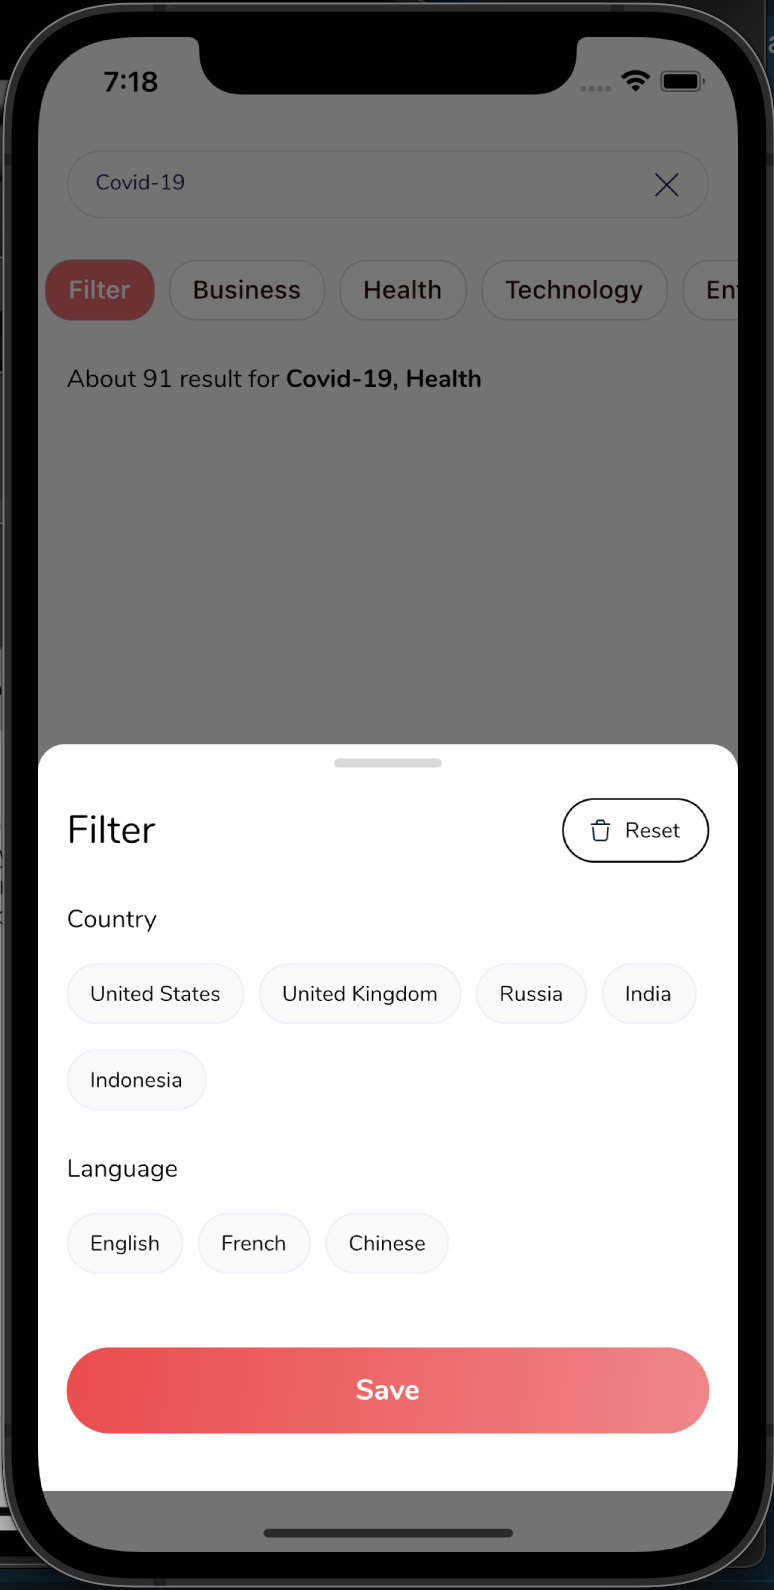 7:18
Covid-19
Filter Business Health Technology
About 91 result for Covid-19, Health
Filter Reset
Country
United States United Kingdom Russia India
Indonesia
Language
English French Chinese
Save